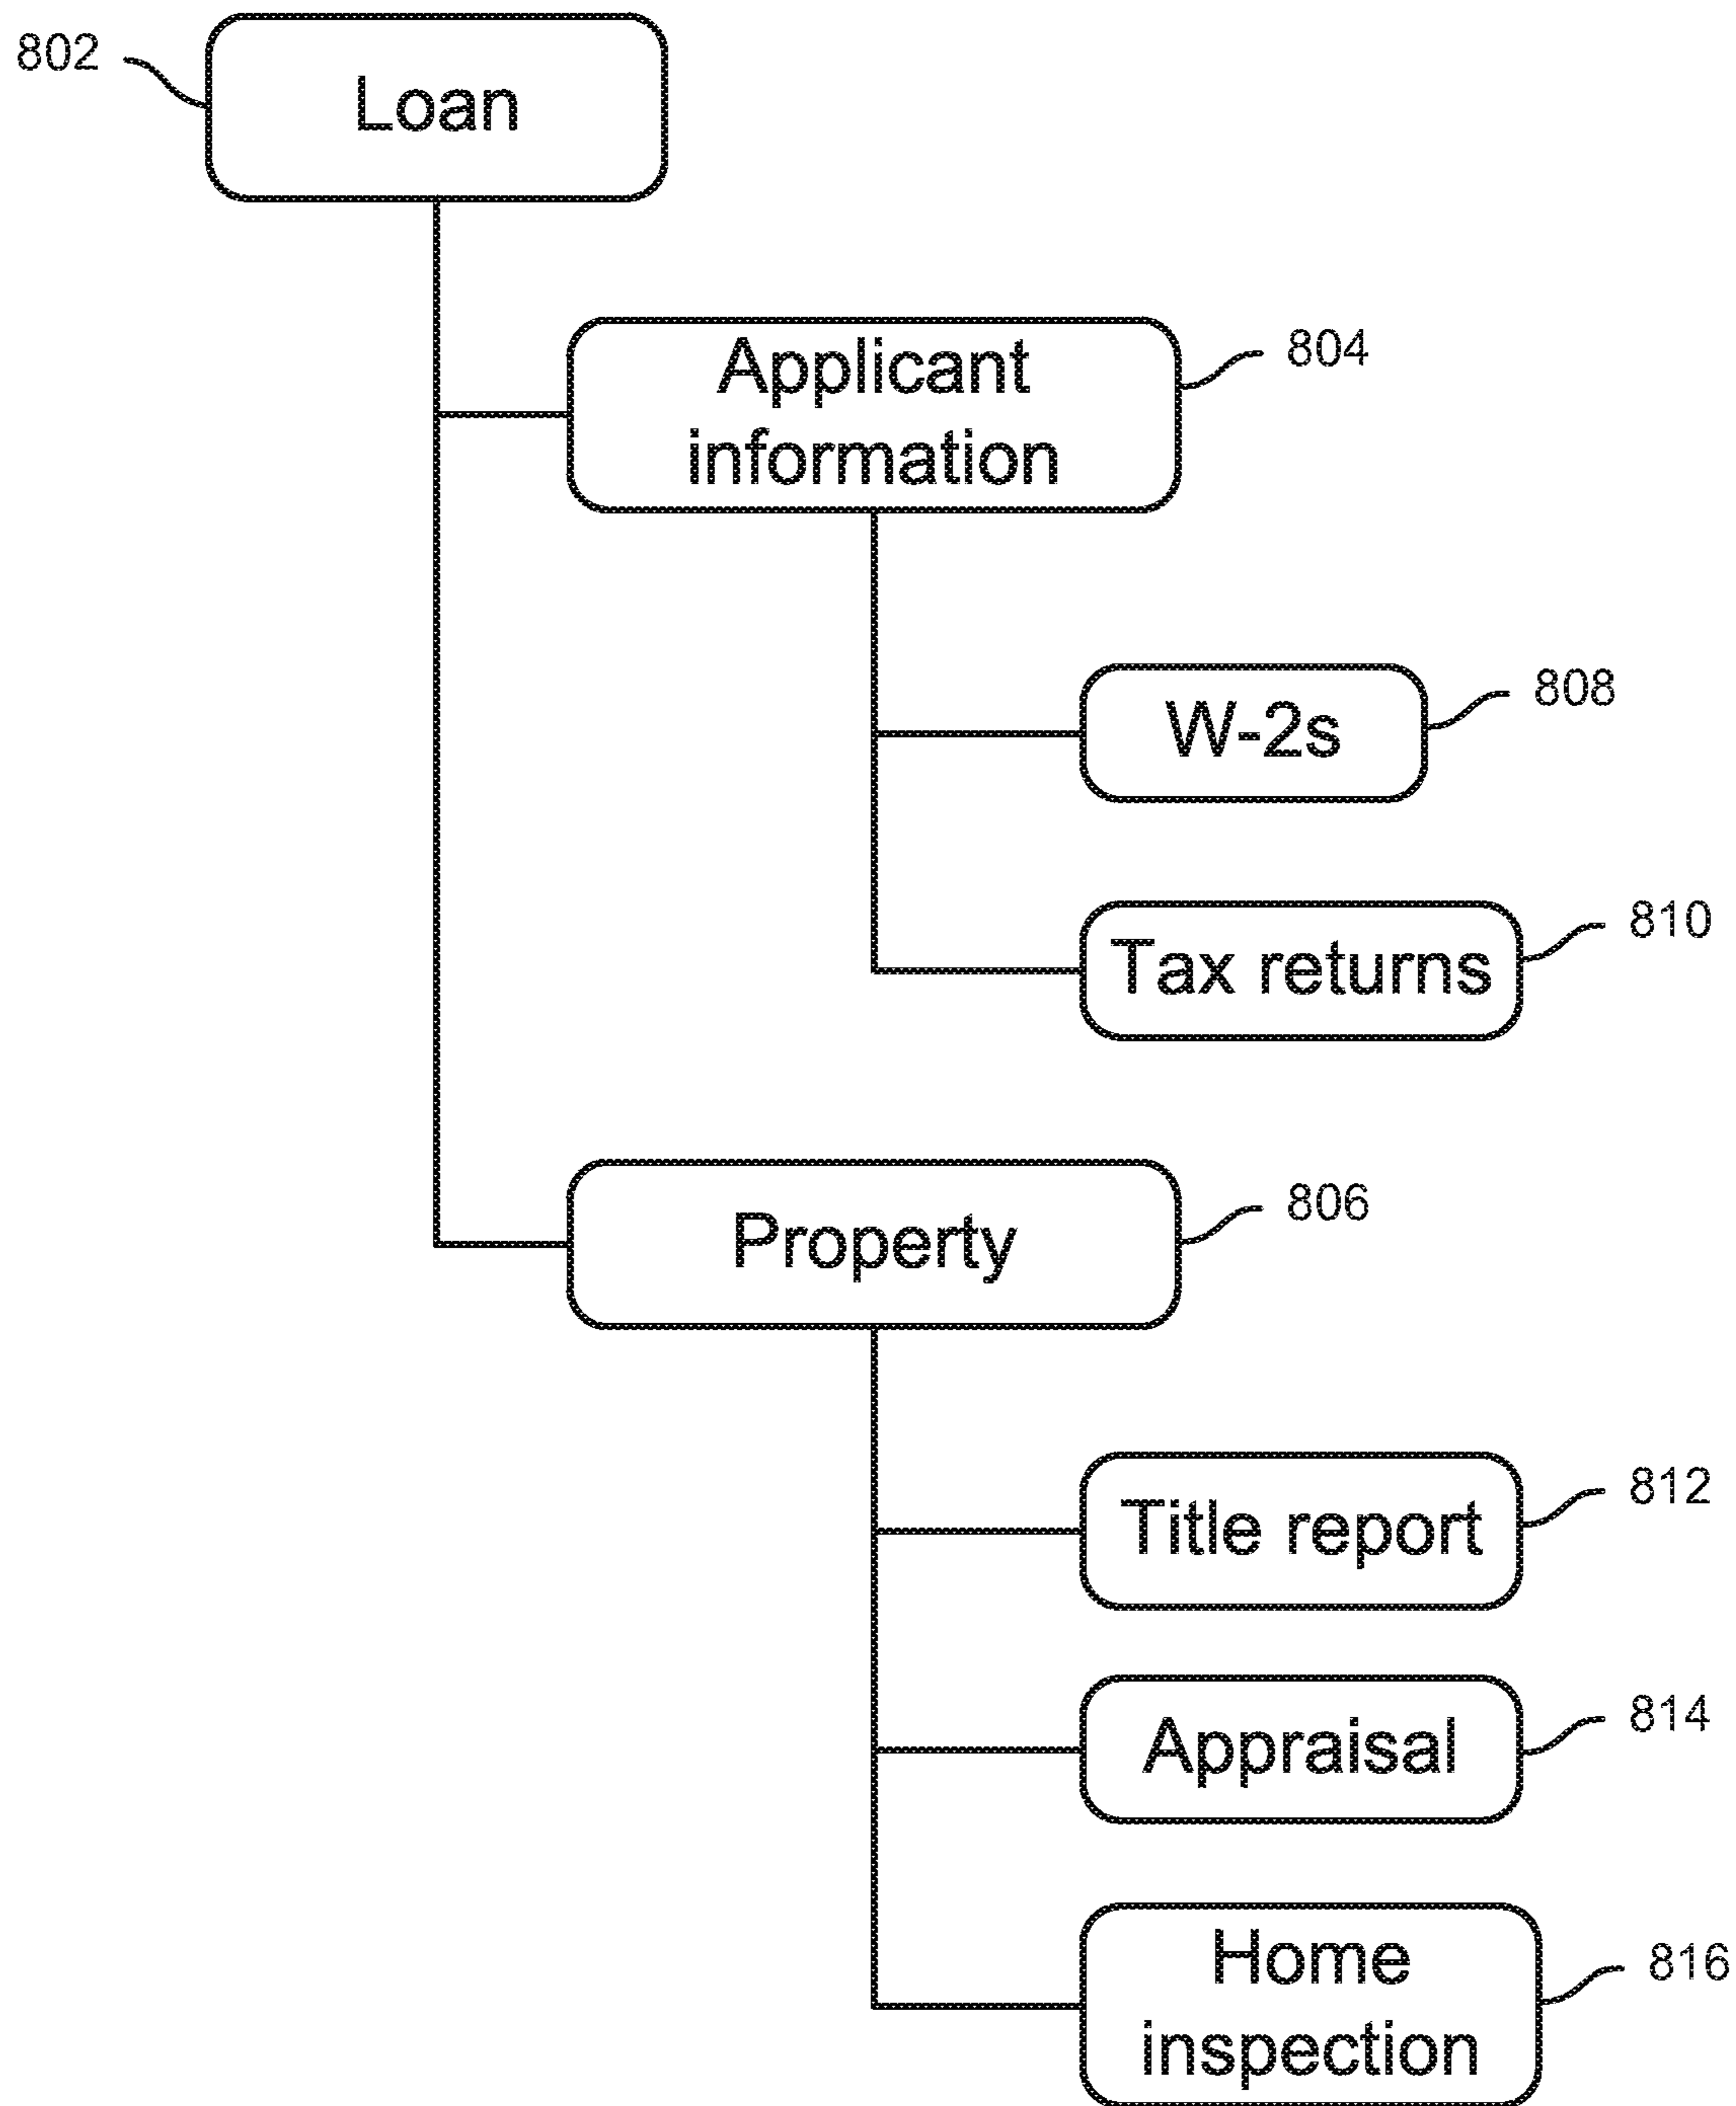 802
Loan
804
Applicant
information
808
W-2s
810
Tax returns
806
Property
812
Title report
814
Appraisal
816
Home
inspection